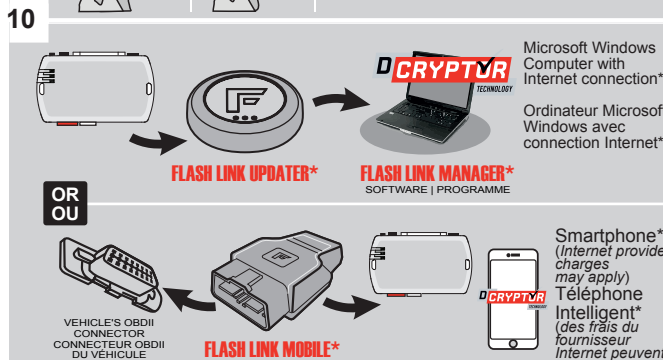 10
DCRYPTOR
TECHNOLOGY
Microsoft Windows
Computer with
Internet connection*
Ordinateur Microsoft
Windows avec
connection Internet*
FLASH LINK UPDATER*
FLASH LINK MANAGER*
SOFTWARE | PROGRAMME
OR
OU
VEHICLE'S OBDII
CONNECTOR
CONNECTEUR OBDII
DU VÉHICULE
FLASH LINK MOBILE*
DCRYPTOR
Smartphone*
(Internet provide
charges
may apply)
Téléphone
Intelligent*
(des frais du
fournisseur
Internet peuvent